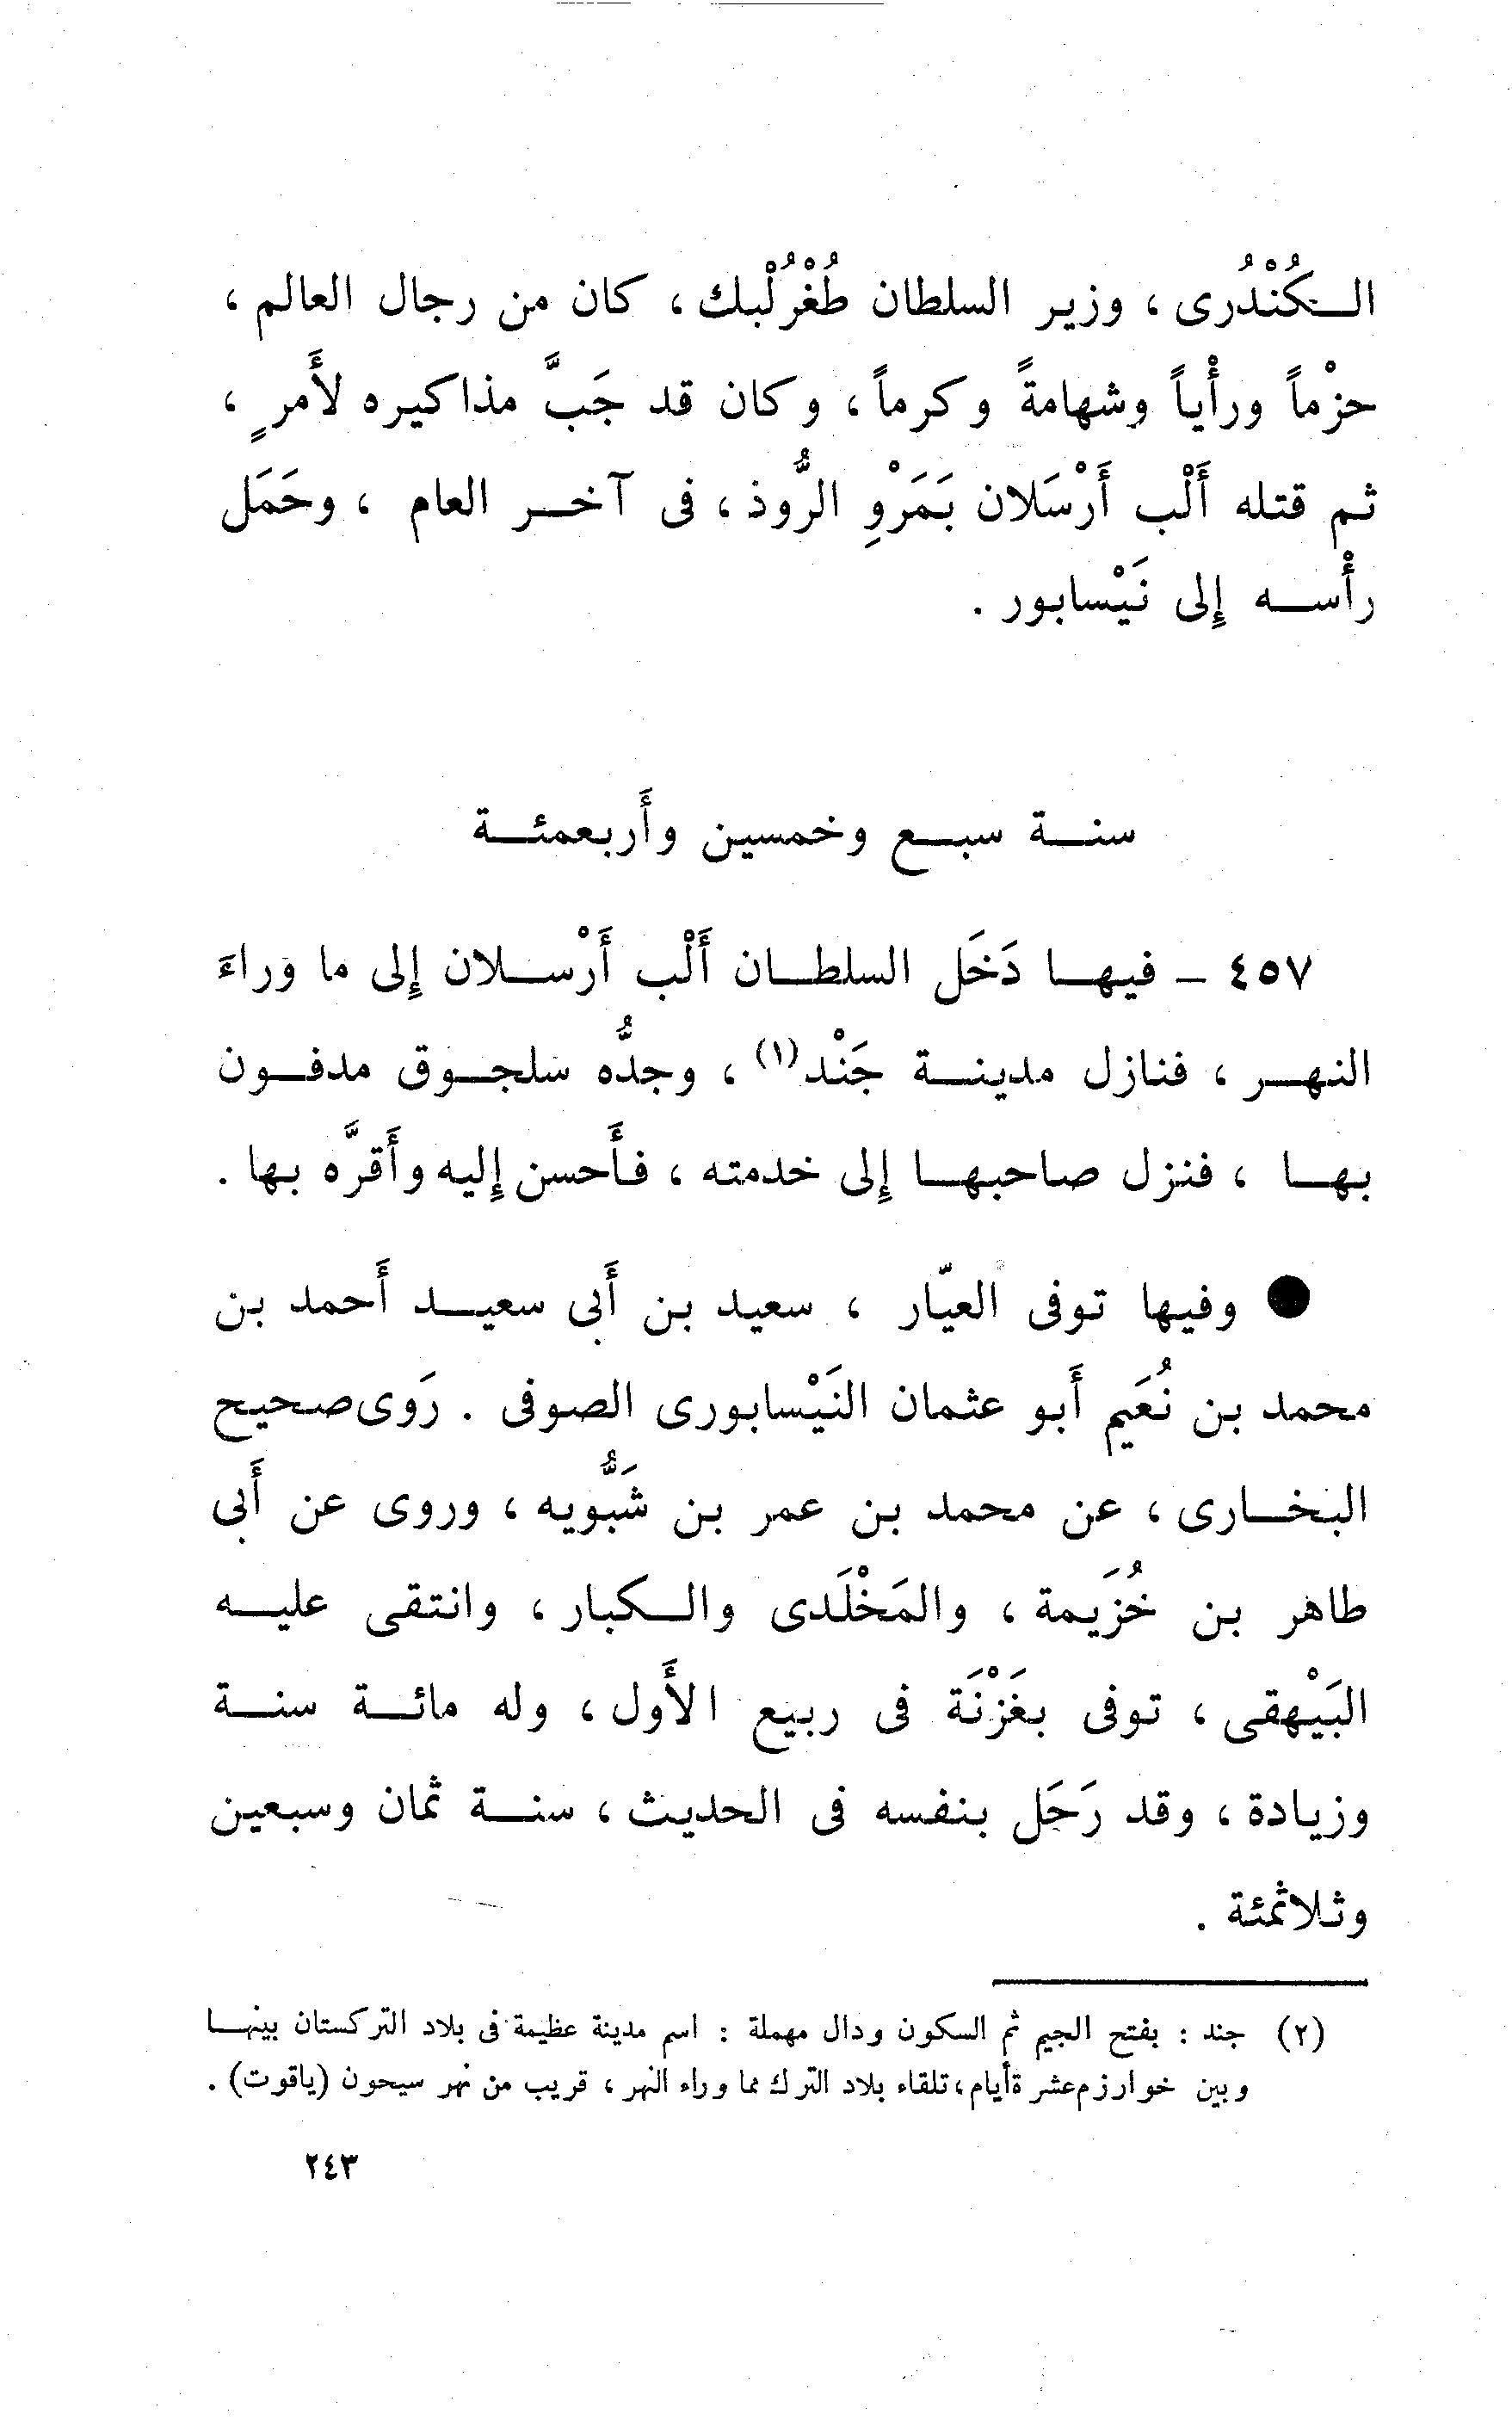 الكُنْدُرى ، وزير السلطان طُغْرُلْبك ، كان من رجال العالم ،
حزْماً ورأْياً وشهامةً وكرماً ، وكان قد جَبَّ مذاكيره لأَمرٍ ،
ثم قتله أَلْب أَرْسَلان بَمَرْوِ الرُّوذ ، فى آخر العام ، وحَمَل
رأْسه إِلى نَيْسابور .
سنة سبع وخمسين وأَربعمئة
٤٥٧ – فيها دَخَل السلطان أَلْب أَرْسلان إِلى ما وراءَ
النهر ، فنازل مدينة جَنْد(١) ، وجدُّه سلجوق مدفون
بها ، فنزل صاحبها إِلى خدمته ، فأَحسن إِليه وأَقرَّه بها .
● وفيها توفى العيّار ، سعيد بن أَبى سعيد أَحمد بن
محمد بن نُعَيم أَبو عثمان النَيْسابورى الصوفى . رَوى صحيح
البخارى ، عن محمد بن عمر بن شَبُّويه ، وروى عن أَبى
طاهر بن خُزَيمة ، والمَخْلَدى والكبار ، وانتقى عليه
البَيْهقى ، توفى بغَزْنَة فى ربيع الأَول ، وله مائة سنة
وزيادة ، وقد رَحَل بنفسه فى الحديث ، سنة ثمان وسبعين
وثلاثمئة .
(٢) جند : بفتح الجيم ثم السكون ودال مهملة : اسم مدينة عظيمة فى بلاد التركستان بينها
وبين خوارزم عشرة أيام ، تلقاء بلاد الترك مما وراء النهر ، قريب من نهر سيحون (ياقوت) .
٢٤٣